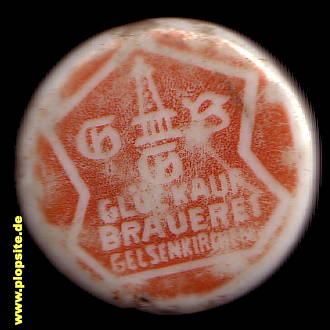 G B
G
GLÜCKAUF
BRAUEREI
GELSENKIRCHEN
www.plopsite.de